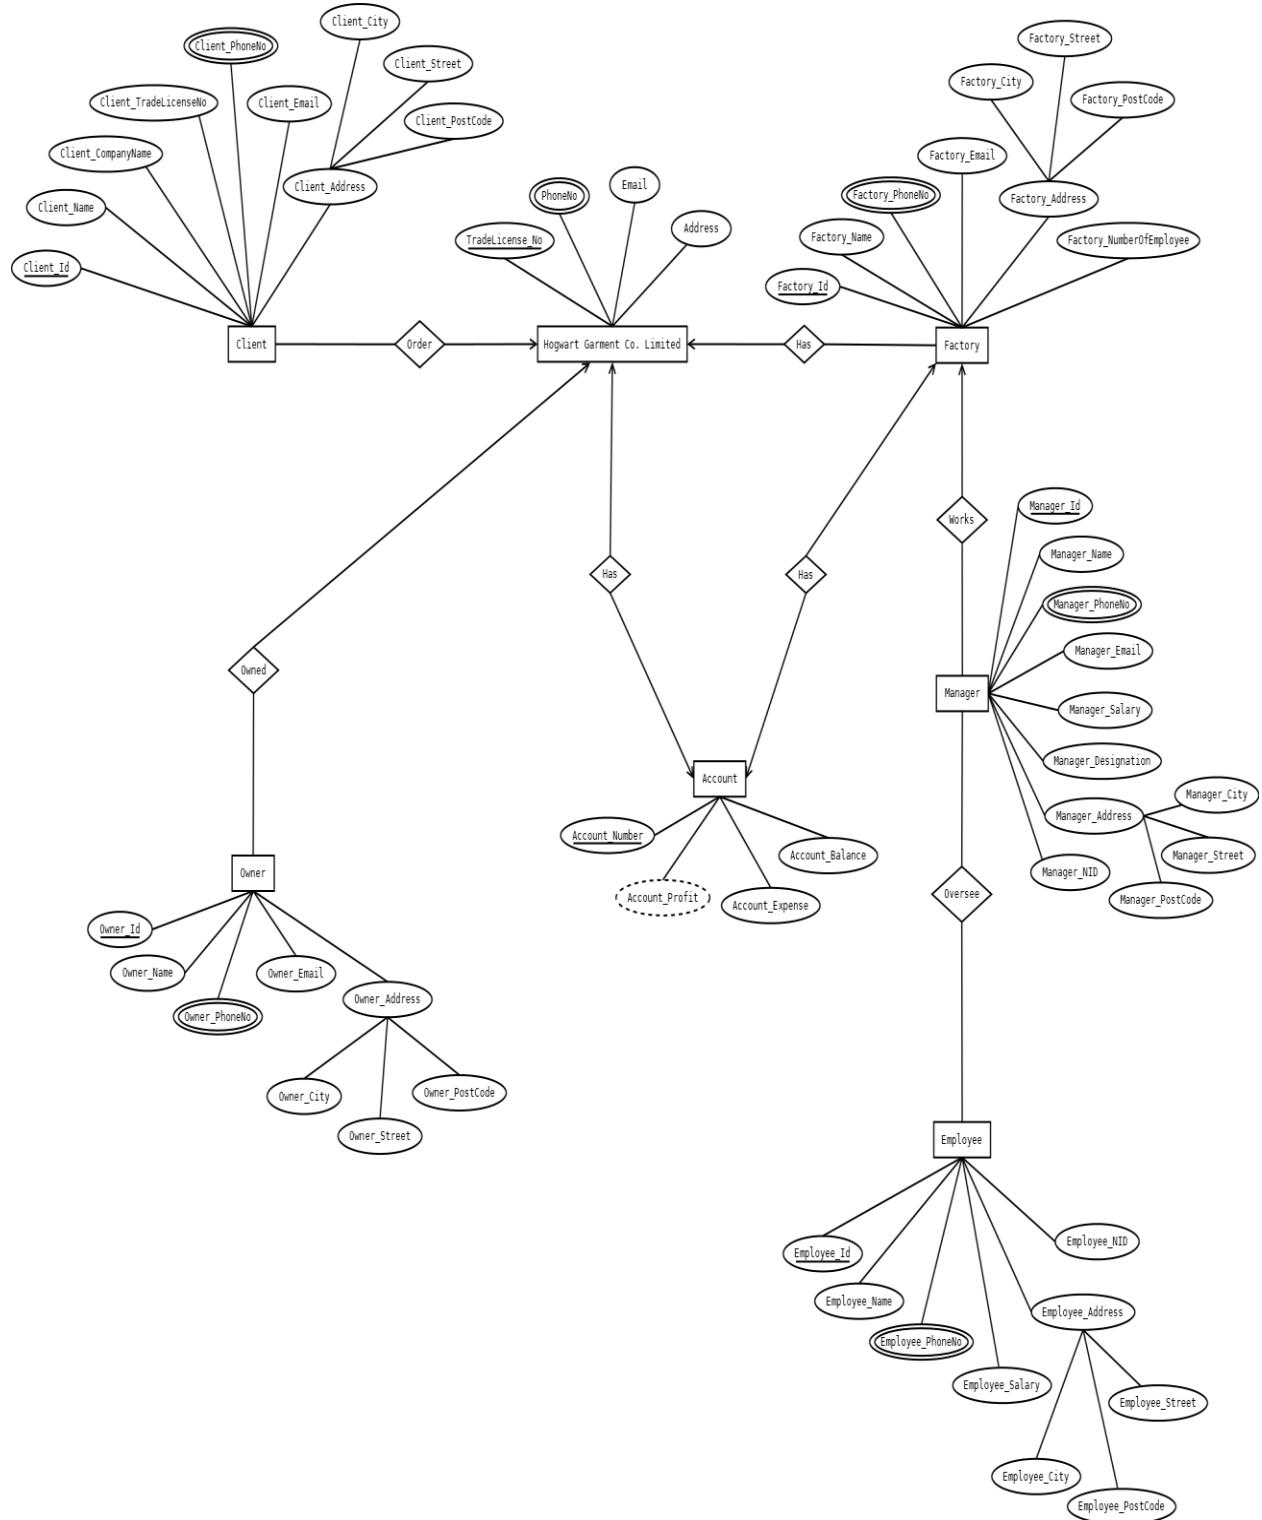 Client_City
Client_PhoneNo
Client_Street
Client_TradeLicenseNo
Client_Email
Client_PostCode
Client_CompanyName
Client_Address
Client_Name
Client_Id
Client
Order
PhoneNo
Email
TradeLicense_No
Address
Hogwart Garment Co. Limited
Has
Factory_Street
Factory_City
Factory_PostCode
Factory_Email
Factory_PhoneNo
Factory_Address
Factory_Name
Factory_NumberOfEmployee
Factory_Id
Factory
Works
Has
Has
Owned
Manager_Id
Manager_Name
Manager_PhoneNo
Manager_Email
Manager
Manager_Salary
Manager_Designation
Manager_Address
Manager_City
Manager_Street
Manager_NID
Manager_PostCode
Account
Account_Number
Account_Balance
Account_Profit
Account_Expense
Oversee
Owner
Owner_Id
Owner_Name
Owner_Email
Owner_PhoneNo
Owner_Address
Owner_City
Owner_PostCode
Owner_Street
Employee
Employee_Id
Employee_NID
Employee_Name
Employee_Address
Employee_PhoneNo
Employee_Salary
Employee_Street
Employee_City
Employee_PostCode